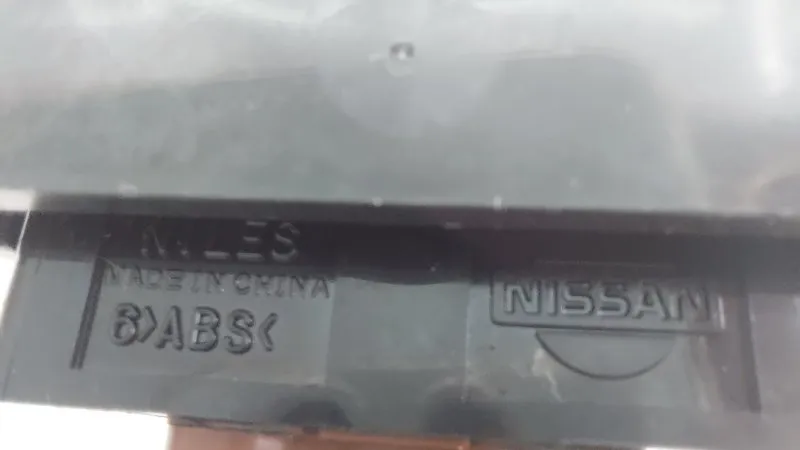 NILES
MADE IN CHINA
6>ABS<
NISSAN